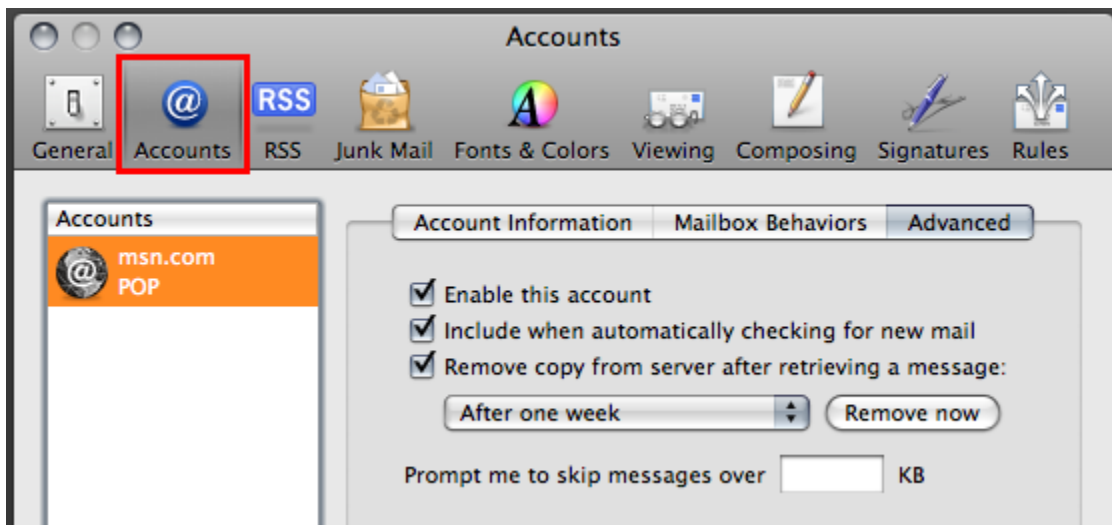 Accounts
RSS
General Accounts RSS Junk Mail Fonts & Colors Viewing Composing Signatures Rules
Accounts
msn.com
POP
Account Information Mailbox Behaviors Advanced
Enable this account
Include when automatically checking for new mail
Remove copy from server after retrieving a message:
After one week Remove now
Prompt me to skip messages over KB